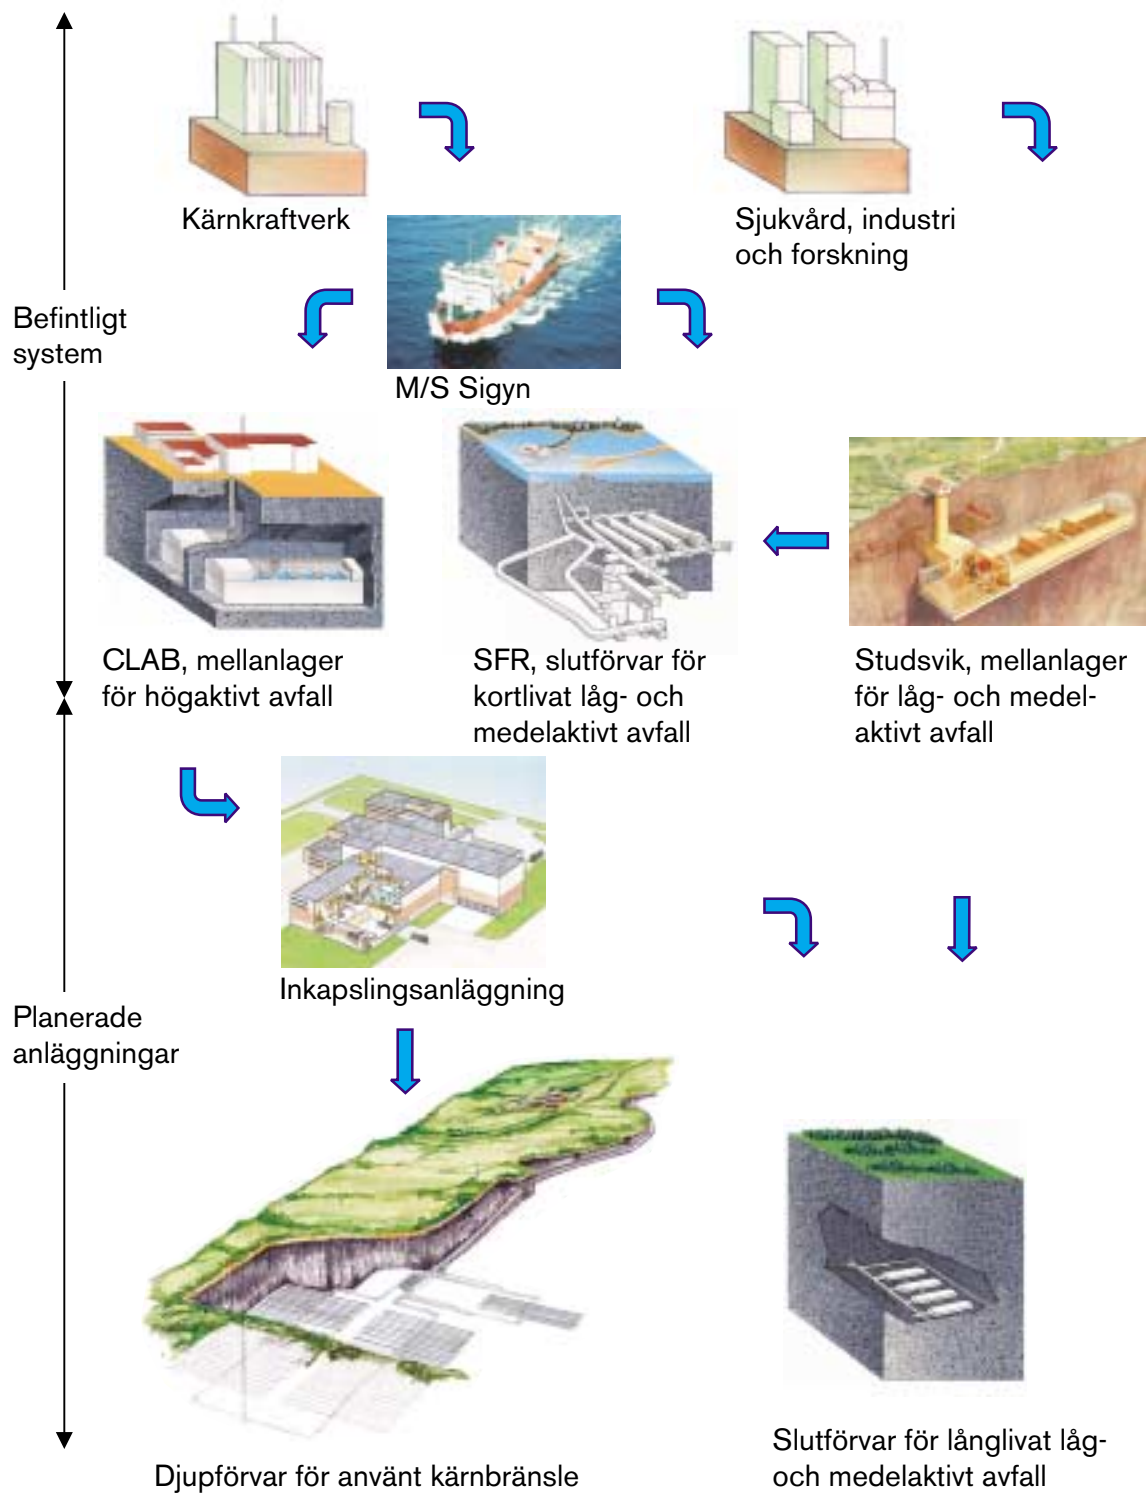 Kärnkraftverk
Sjukvård, industri
och forskning
Befintligt
system
M/S Sigyn
CLAB, mellanlager
för högaktivt avfall
SFR, slutförvar för
kortlivat låg- och
medelaktivt avfall
Studsvik, mellanlager
för låg- och medel-
aktivt avfall
Inkapslingsanläggning
Planerade
anläggningar
Djupförvar för använt kärnbränsle
Slutförvar för långlivat låg-
och medelaktivt avfall